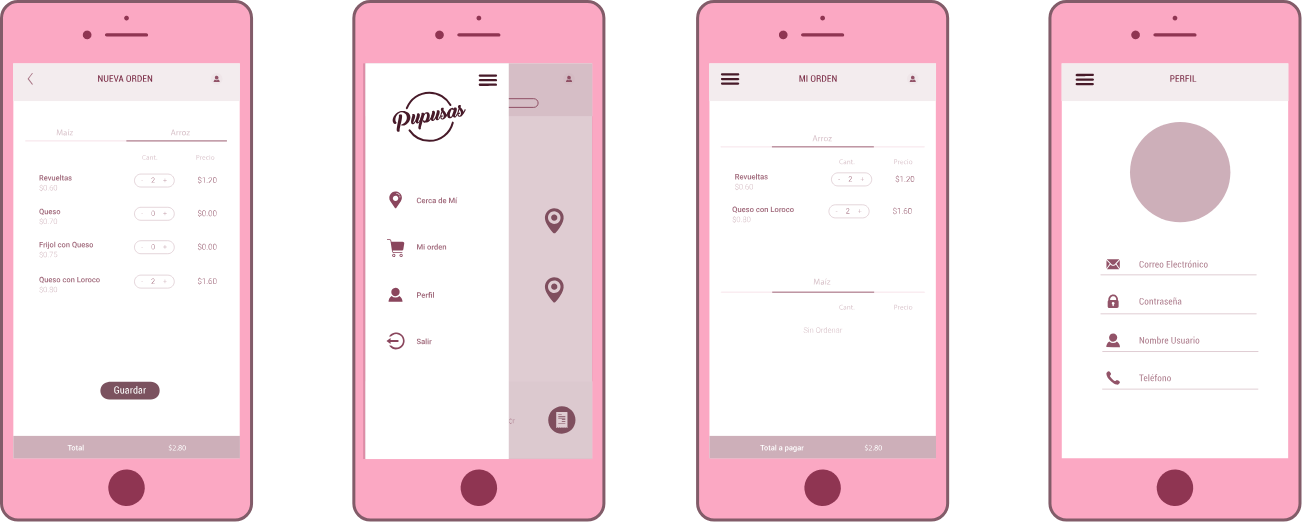 NUEVA ORDEN
Maíz Arroz
Cant. Precio
Revueltas - 2 + $1.20
$0.60
Queso - 0 + $0.00
$0.70
Frijol con Queso - 0 + $0.00
$0.75
Queso con Loroco - 2 + $1.60
$0.80
Guardar
Total $2.80
Pupusas
Cerca de Mí
Mi orden
Perfil
Salir
MI ORDEN
Arroz
Cant. Precio
Revueltas - 2 + $1.20
$0.60
Queso con Loroco - 2 + $1.60
$0.80
Maíz
Cant. Precio
Sin Ordenar
Total a pagar $2.80
PERFIL
Correo Electrónico
Contraseña
Nombre Usuario
Teléfono